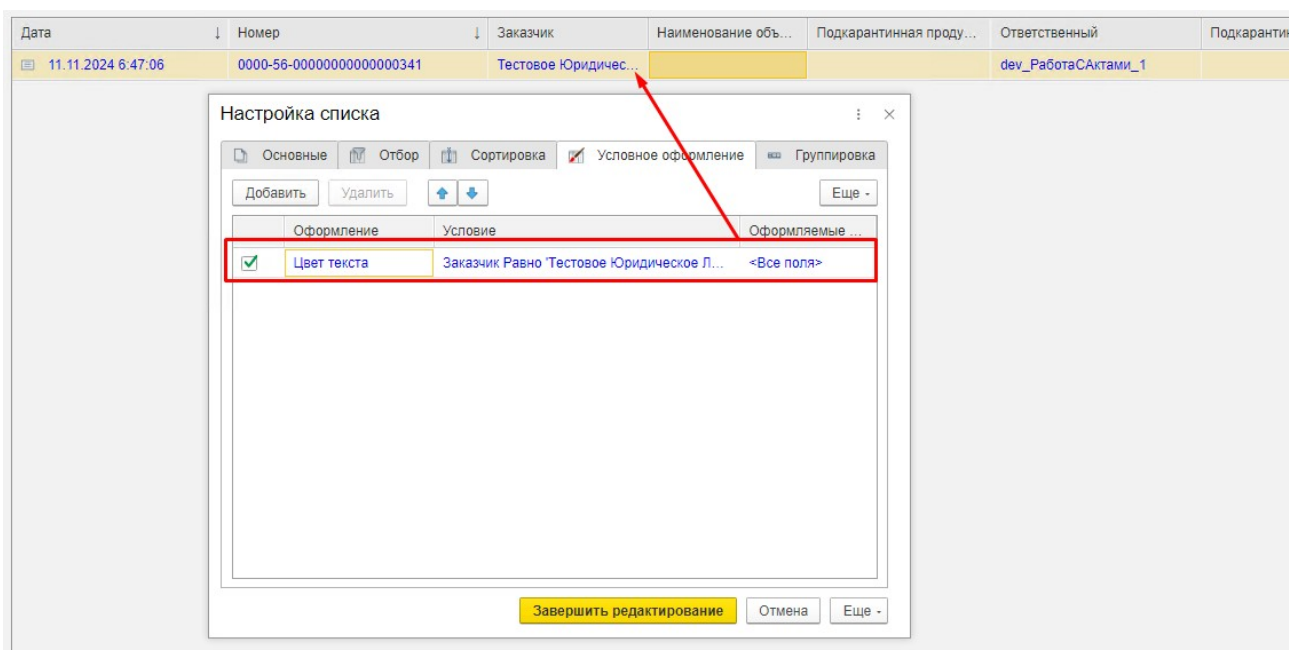 Дата ↓ Номер ↓ Заказчик Наименование объ... Подкарантинная проду... Ответственный Подкаранти
11.11.2024 6:47:06 0000-56-00000000000000341 Тестовое Юридичес... dev_РаботаСАктами_1
Настройка списка
Основные Отбор Сортировка Условное оформление Группировка
Добавить Удалить Еще
Оформление Условие Оформляемые ...
Цвет текста Заказчик Равно 'Тестовое Юридическое Л... <Все поля>
Завершить редактирование Отмена Еще